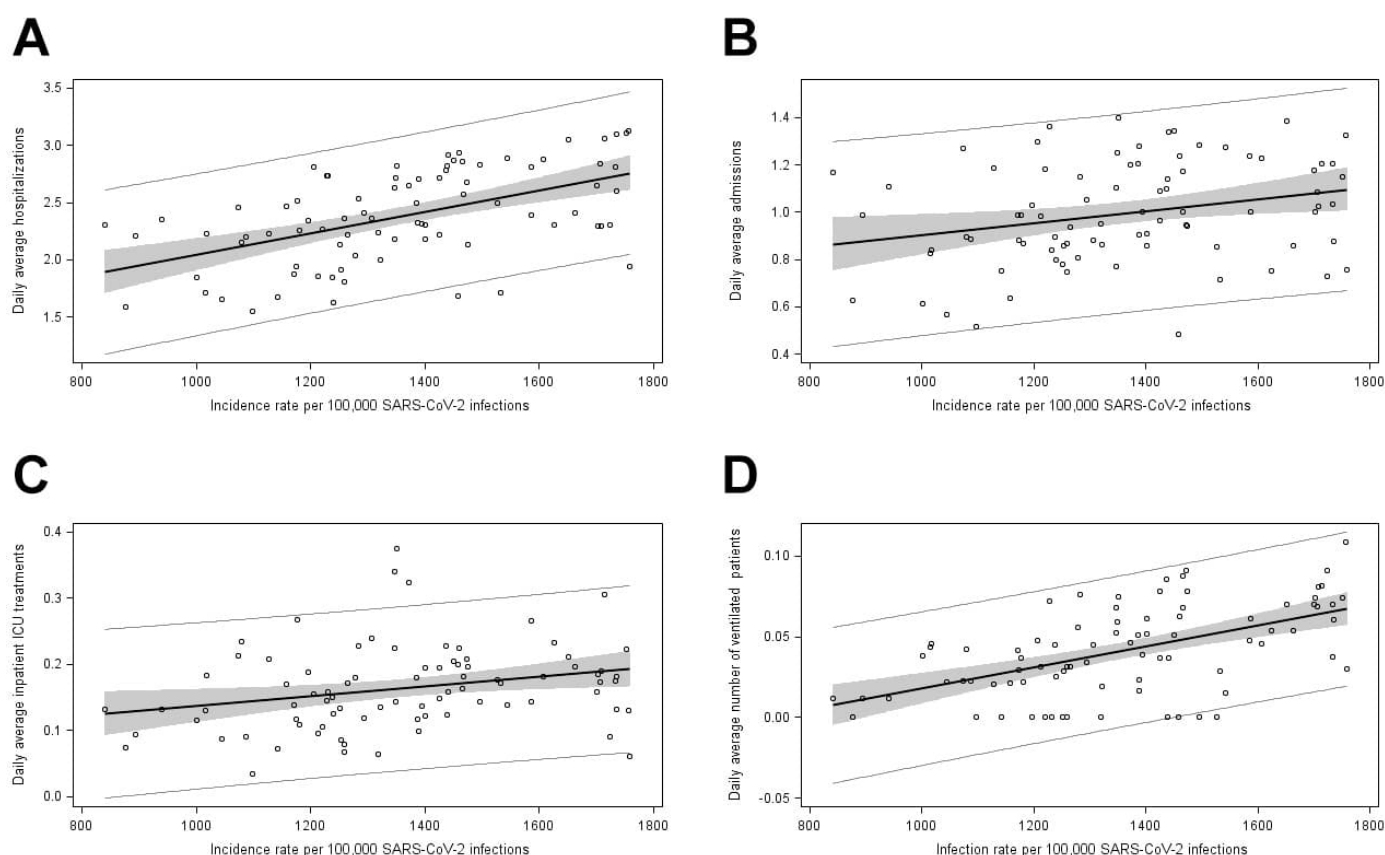 A
Daily average hospitalizations
3.5
3.0
2.5
2.0
1.5
800 1000 1200 1400 1600 1800
Incidence rate per 100,000 SARS-CoV-2 infections
B
Daily average admissions
1.4
1.2
1.0
0.8
0.6
0.4
800 1000 1200 1400 1600 1800
Incidence rate per 100,000 SARS-CoV-2 infections
C
Daily average inpatient ICU treatments
0.4
0.3
0.2
0.1
0.0
800 1000 1200 1400 1600 1800
Incidence rate per 100,000 SARS-CoV-2 infections
D
Daily average number of ventilated patients
0.10
0.05
0.00
-0.05
800 1000 1200 1400 1600 1800
Infection rate per 100,000 SARS-CoV-2 infections